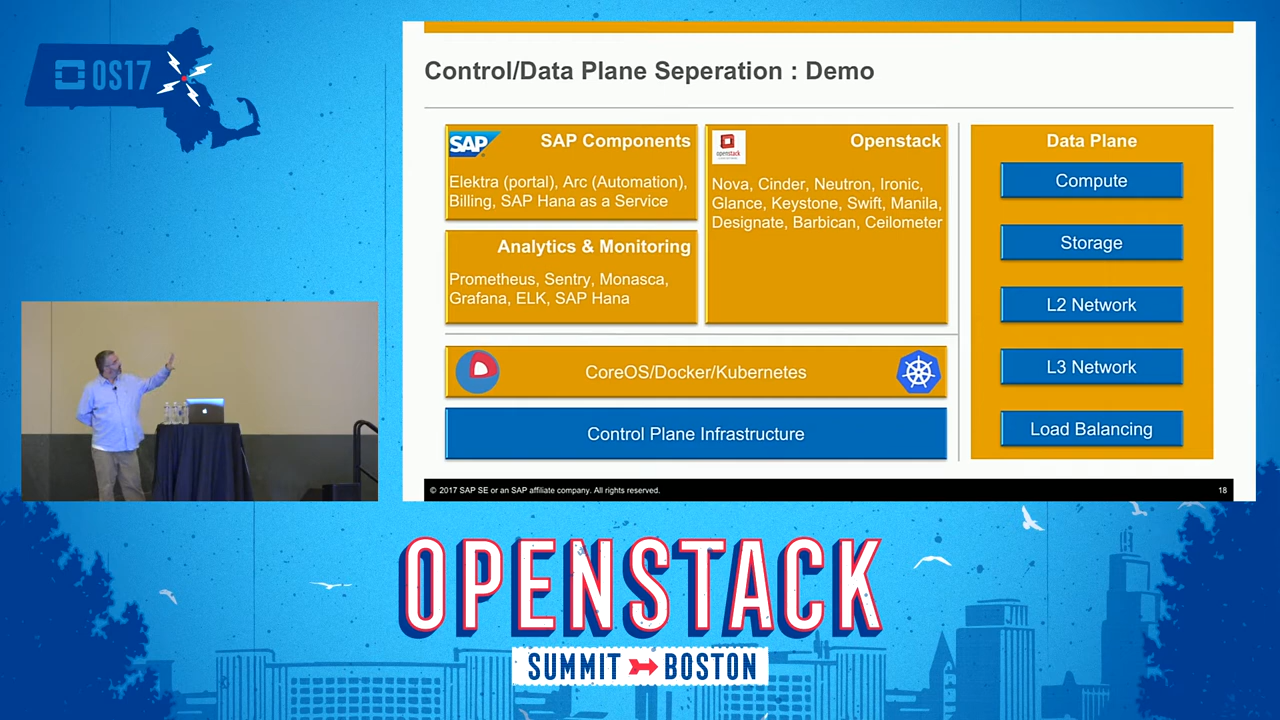 OS17
Control/Data Plane Seperation : Demo
SAP
SAP Components
Elektra (portal), Arc (Automation),
Billing, SAP Hana as a Service
Analytics & Monitoring
Prometheus, Sentry, Monasca,
Grafana, ELK, SAP Hana
openstack
Openstack
Nova, Cinder, Neutron, Ironic,
Glance, Keystone, Swift, Manila,
Designate, Barbican, Ceilometer
CoreOS/Docker/Kubernetes
Control Plane Infrastructure
Data Plane
Compute
Storage
L2 Network
L3 Network
Load Balancing
© 2017 SAP SE or an SAP affiliate company. All rights reserved.
18
OPENSTACK
SUMMIT BOSTON